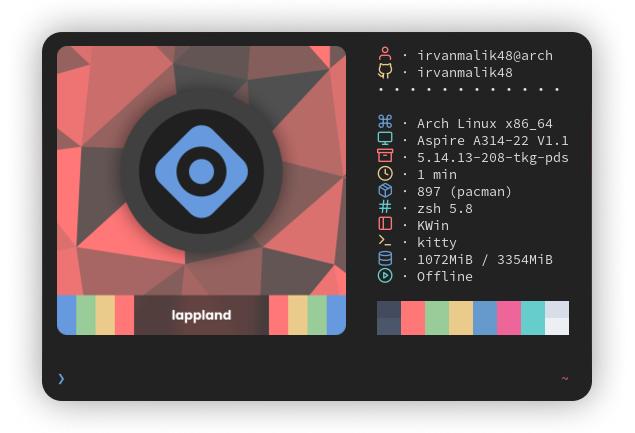 · irvanmalik48@arch
· irvanmalik48
· · · · · · · · · · · ·
· Arch Linux x86_64
· Aspire A314-22 V1.1
· 5.14.13-208-tkg-pds
· 1 min
· 897 (pacman)
· zsh 5.8
· KWin
· kitty
· 1072MiB / 3354MiB
· Offline
lappland
❯ ~